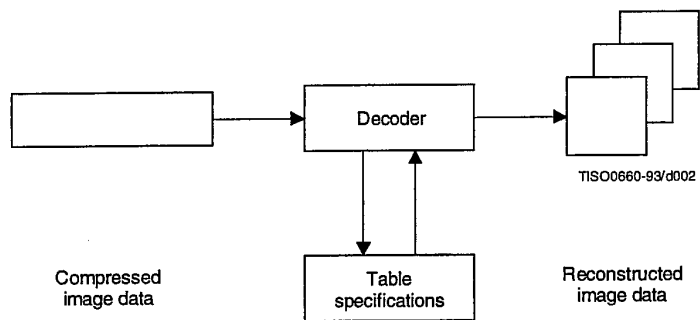 Decoder
TISO0660-93/d002
Compressed
image data
Table
specifications
Reconstructed
image data